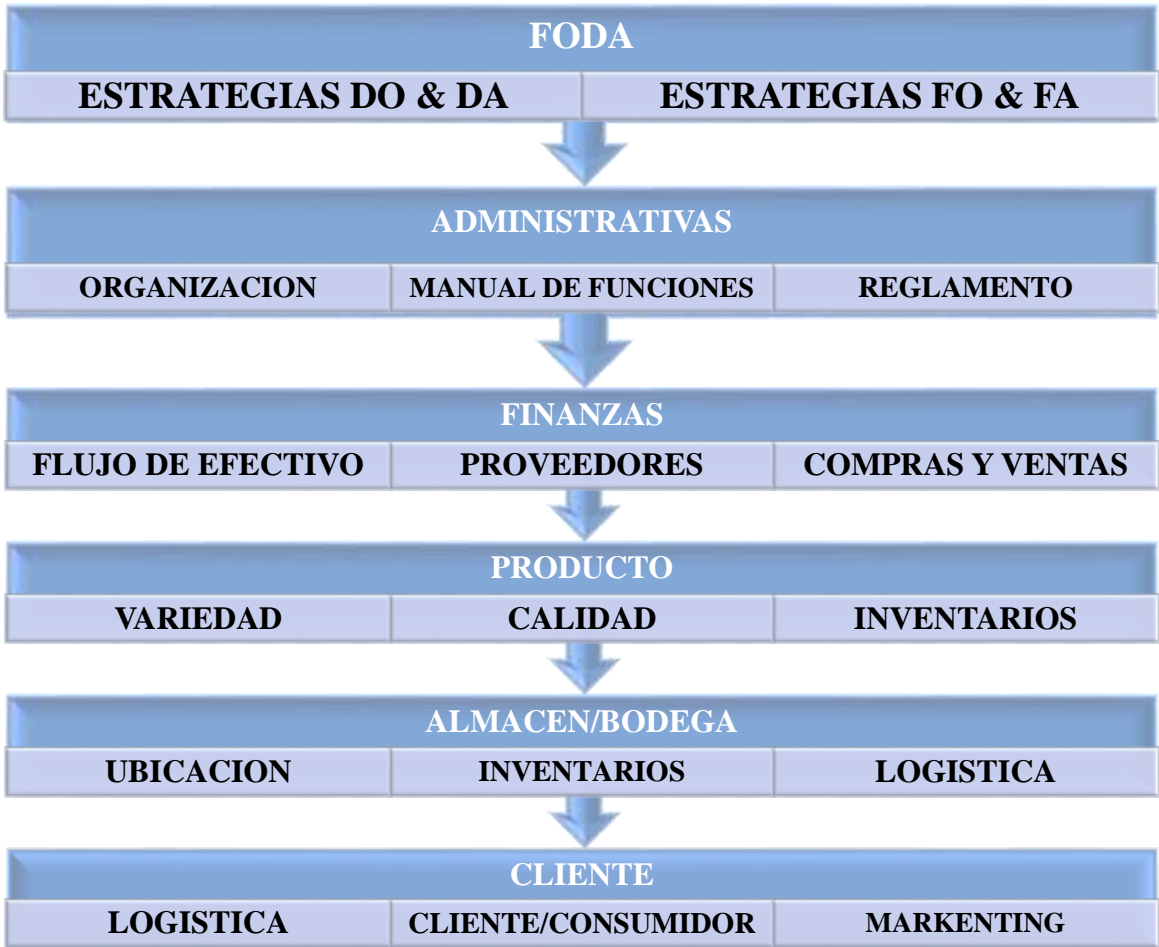 FODA
ESTRATEGIAS DO & DA ESTRATEGIAS FO & FA
ADMINISTRATIVAS
ORGANIZACION MANUAL DE FUNCIONES REGLAMENTO
FINANZAS
FLUJO DE EFECTIVO PROVEEDORES COMPRAS Y VENTAS
PRODUCTO
VARIEDAD CALIDAD INVENTARIOS
ALMACEN/BODEGA
UBICACION INVENTARIOS LOGISTICA
CLIENTE
LOGISTICA CLIENTE/CONSUMIDOR MARKENTING